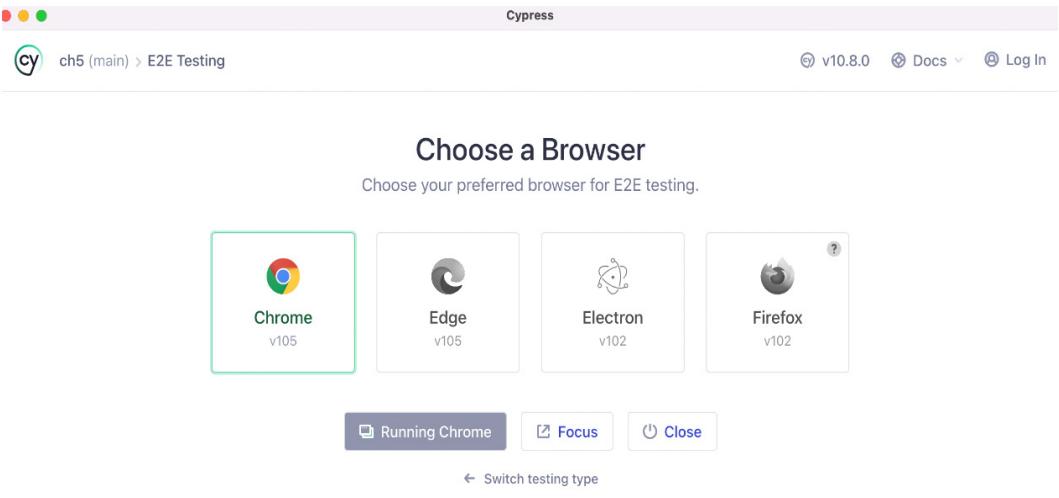 Cypress
cy ch5 (main) > E2E Testing v10.8.0 Docs Log In
Choose a Browser
Choose your preferred browser for E2E testing.
?
Chrome Edge Electron Firefox
v105 v105 v102 v102
Running Chrome Focus Close
← Switch testing type